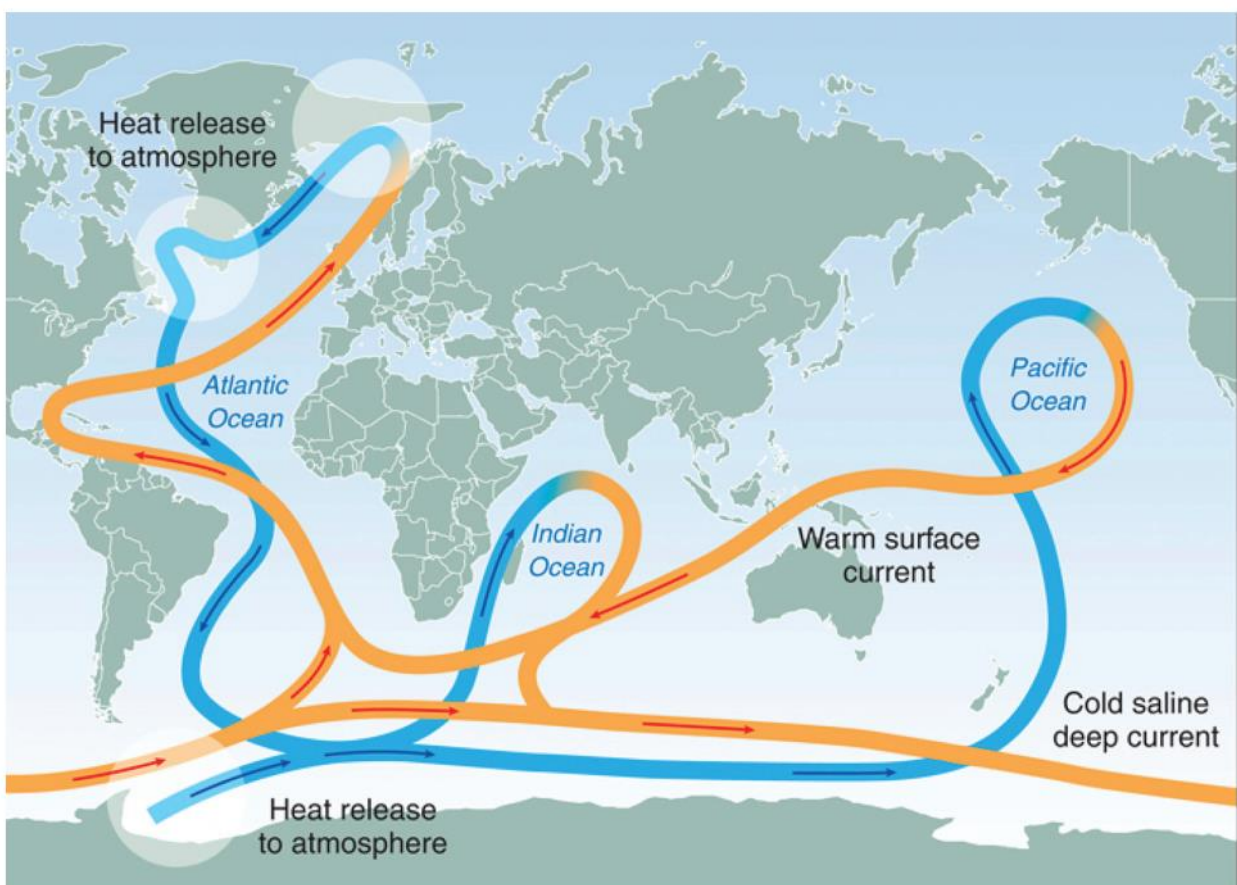 Heat release
to atmosphere
Atlantic
Ocean
Pacific
Ocean
Indian
Ocean
Warm surface
current
Cold saline
deep current
Heat release
to atmosphere